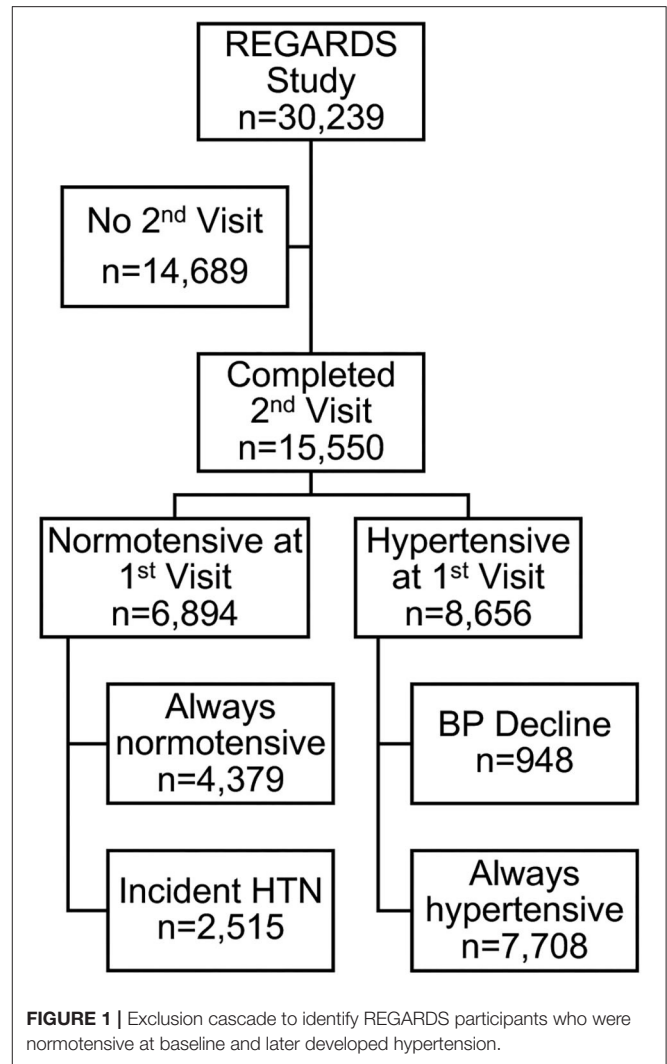 REGARDS
Study
n=30,239
No 2nd Visit
n=14,689
Completed
2nd Visit
n=15,550
Normotensive at
1st Visit
n=6,894
Hypertensive
at 1st Visit
n=8,656
Always
normotensive
n=4,379
BP Decline
n=948
Incident HTN
n=2,515
Always
hypertensive
n=7,708
FIGURE 1 | Exclusion cascade to identify REGARDS participants who were
normotensive at baseline and later developed hypertension.